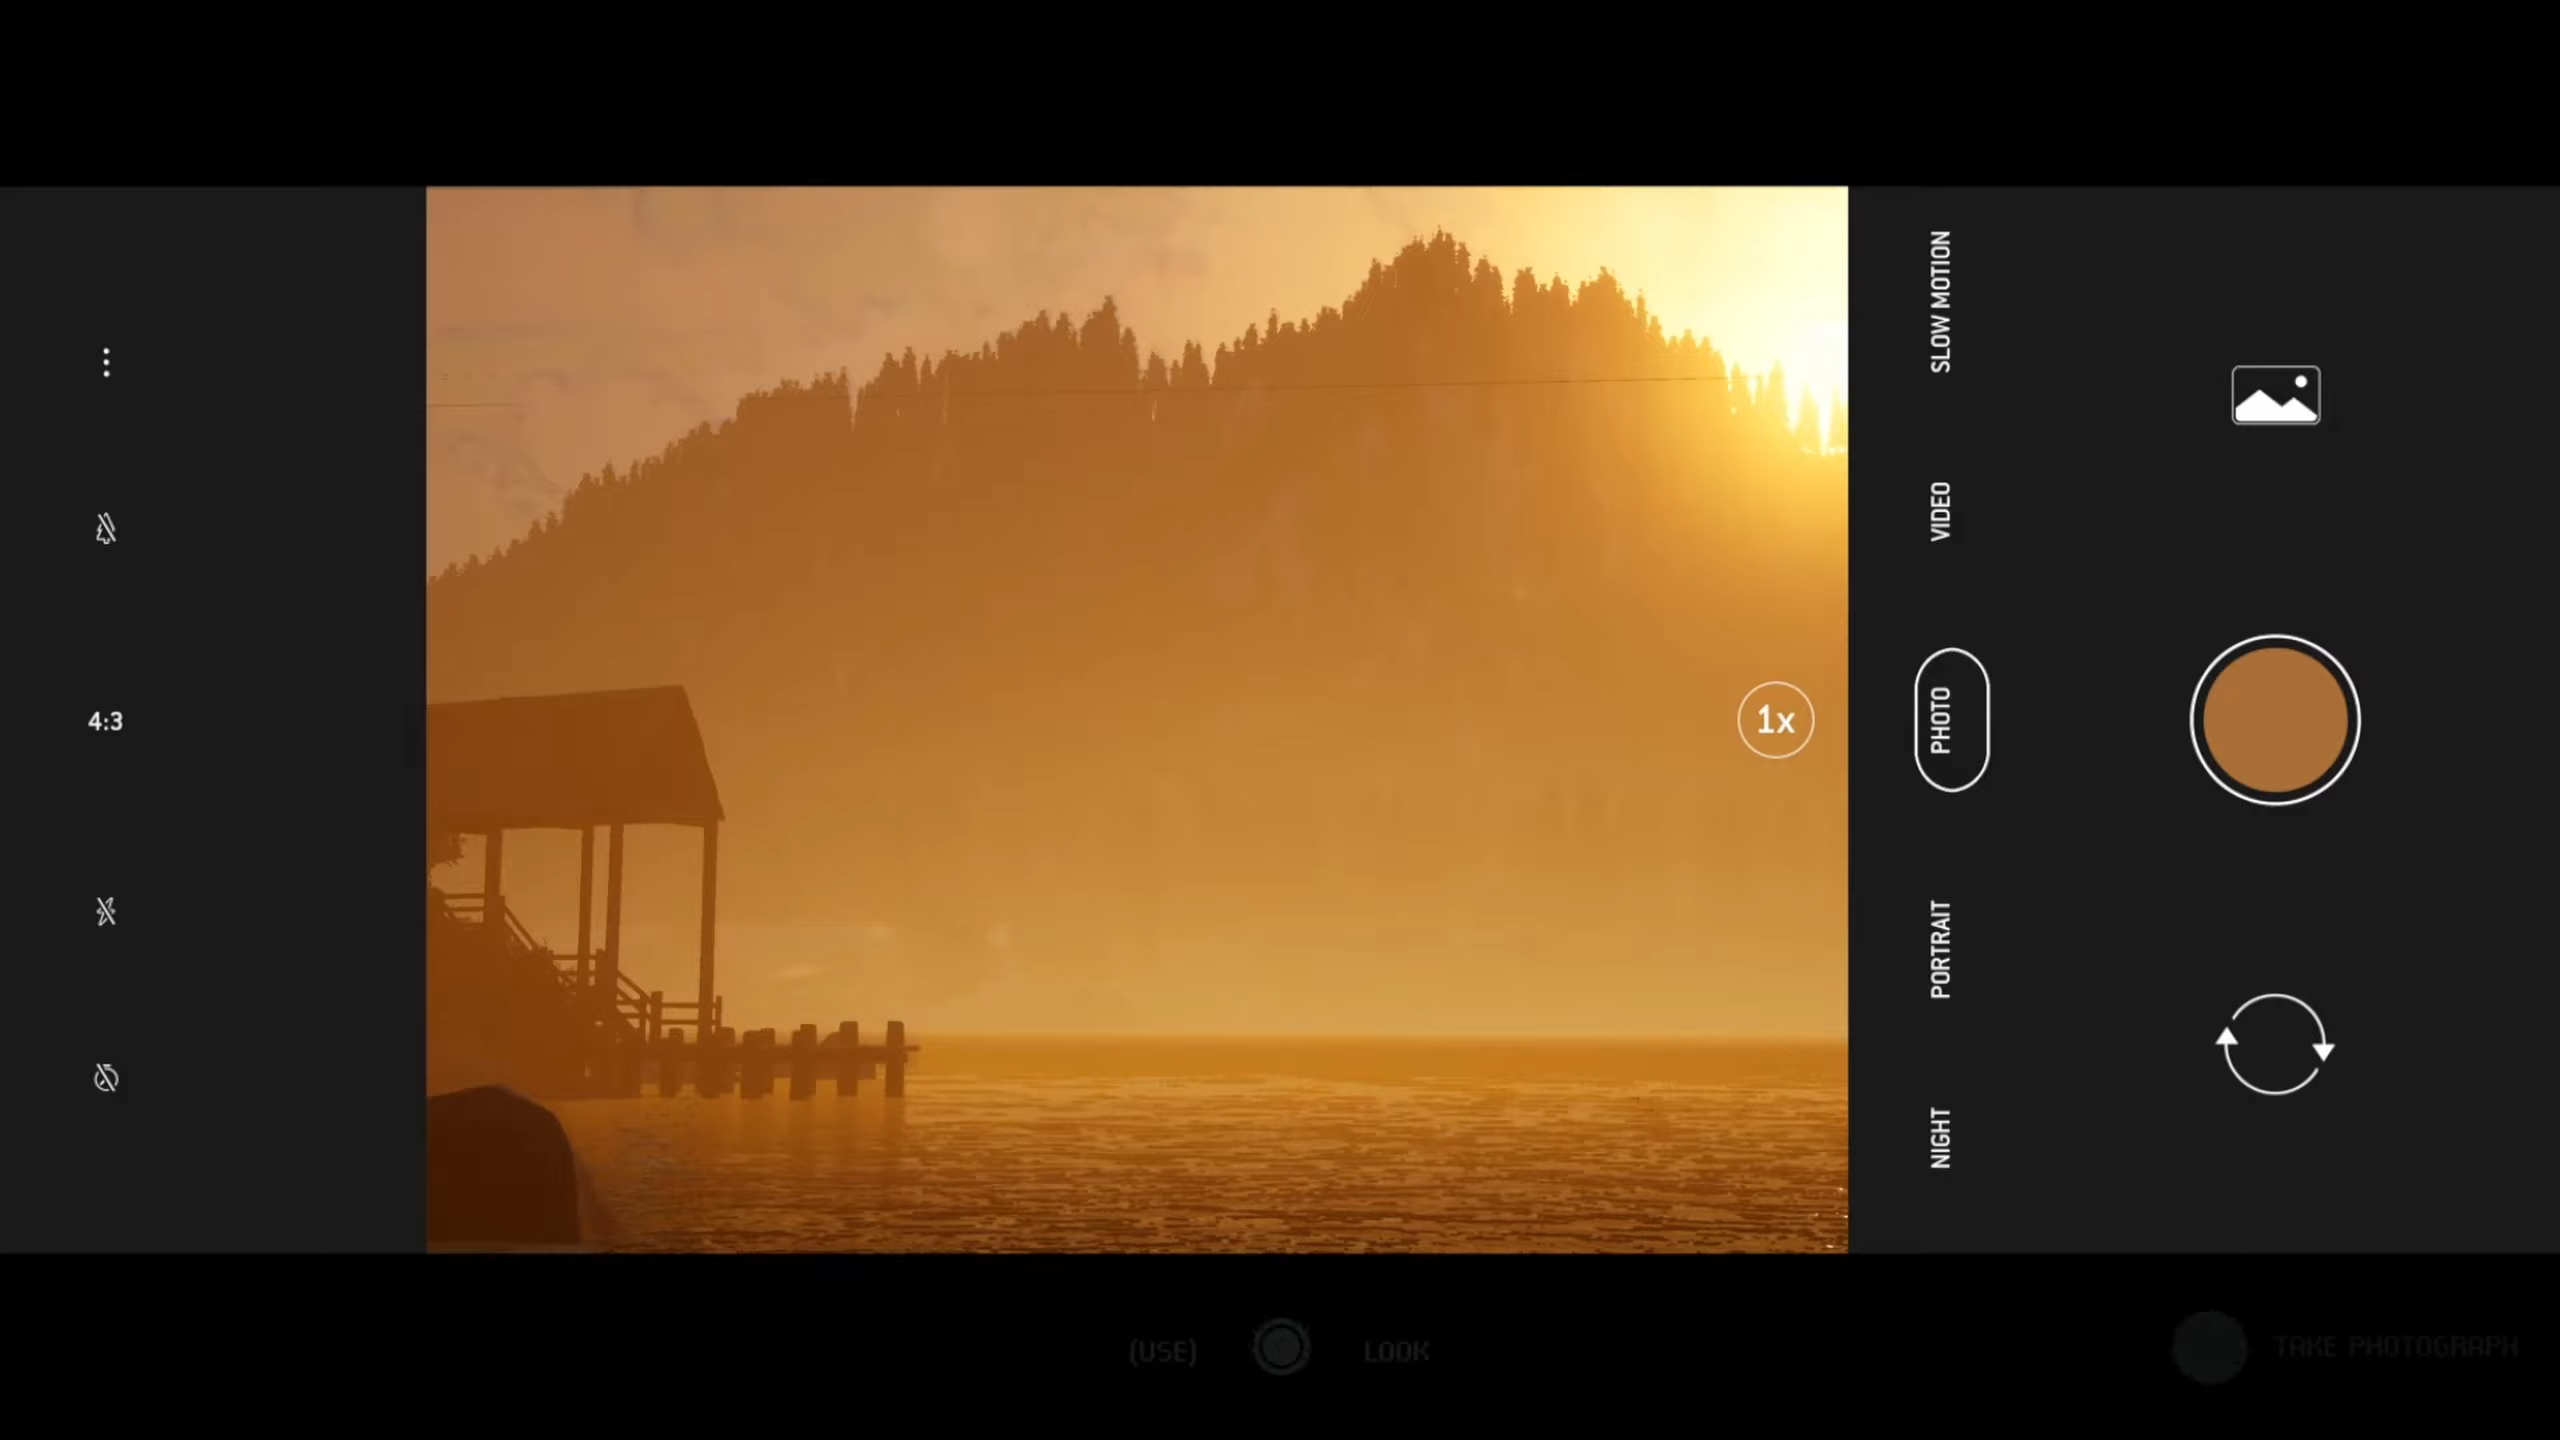 SLOW MOTION
VIDEO
4:3
1x
PHOTO
PORTRAIT
NIGHT
(USE) LOOK
TAKE PHOTOGRAPH